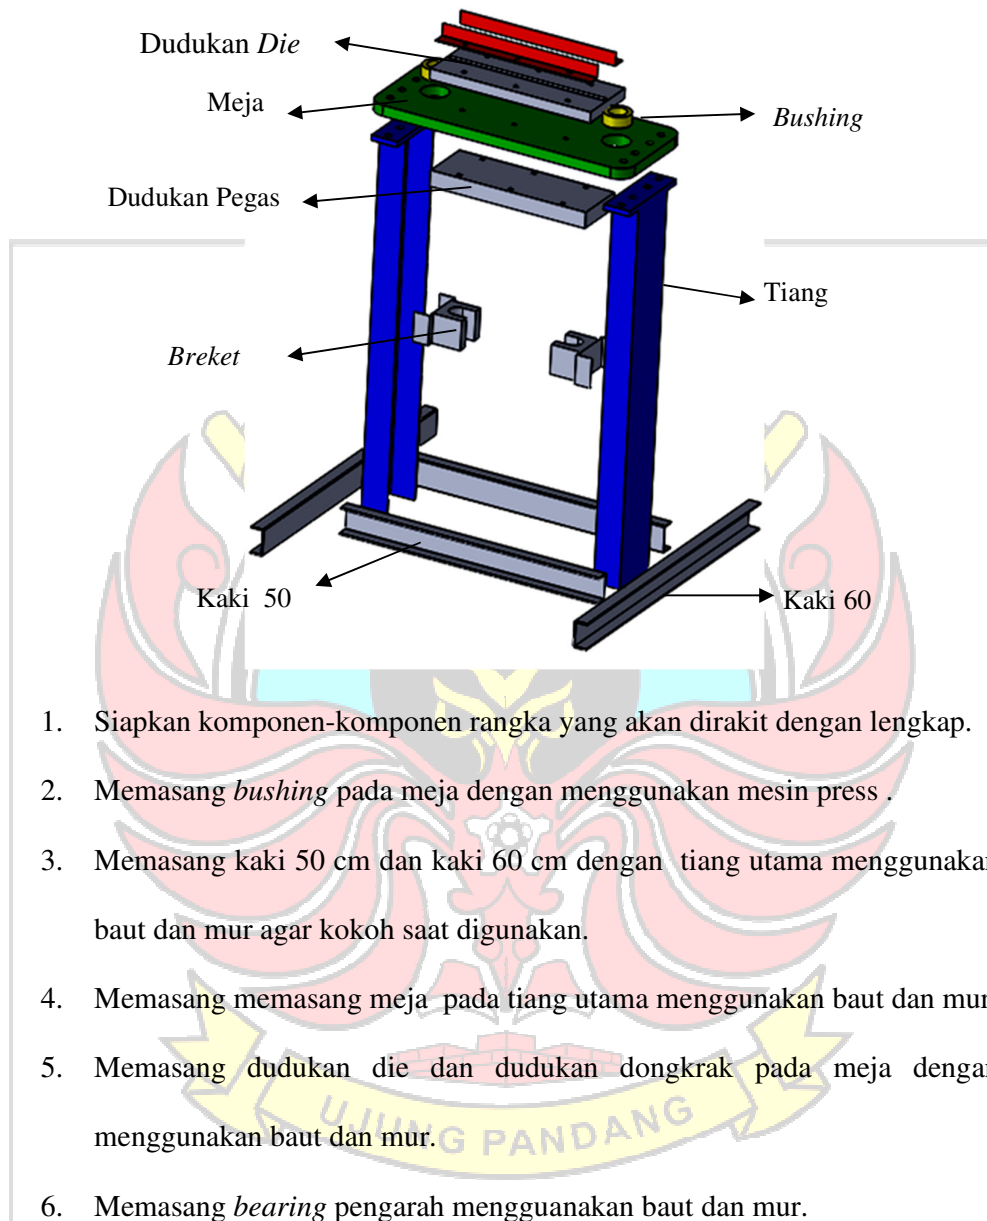 Dudukan Die
Meja
Bushing
Dudukan Pegas
Tiang
Breket
Kaki 50
Kaki 60
1. Siapkan komponen-komponen rangka yang akan dirakit dengan lengkap.
2. Memasang bushing pada meja dengan menggunakan mesin press .
3. Memasang kaki 50 cm dan kaki 60 cm dengan tiang utama menggunakan
baut dan mur agar kokoh saat digunakan.
4. Memasang memasang meja pada tiang utama menggunakan baut dan mur
5. Memasang dudukan die dan dudukan dongkrak pada meja dengan
menggunakan baut dan mur.
UJUNG PANDANG
6. Memasang bearing pengarah mengguanakan baut dan mur.